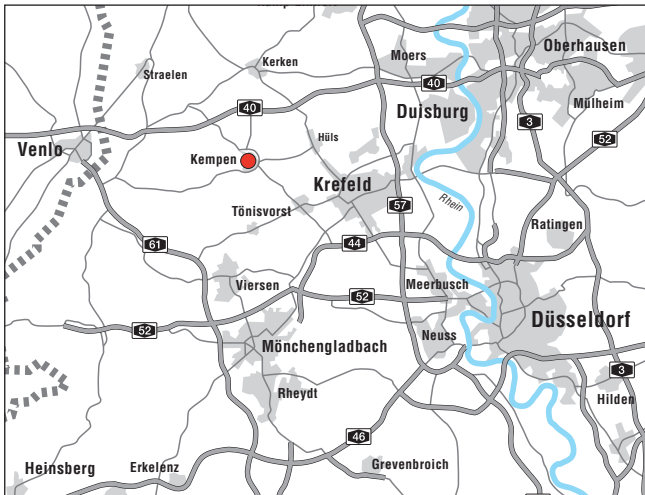 Oberhausen
Moers
Kerken
Straelen
40
Mülheim
40
Duisburg
3
52
Hüls
Venlo
Kempen
Krefeld
Rhein
57
Tönisvorst
Ratingen
61
44
Viersen
Meerbusch
52
Düsseldorf
52
Neuss
Mönchengladbach
3
Rheydt
Hilden
46
Grevenbroich
Heinsberg
Erkelenz